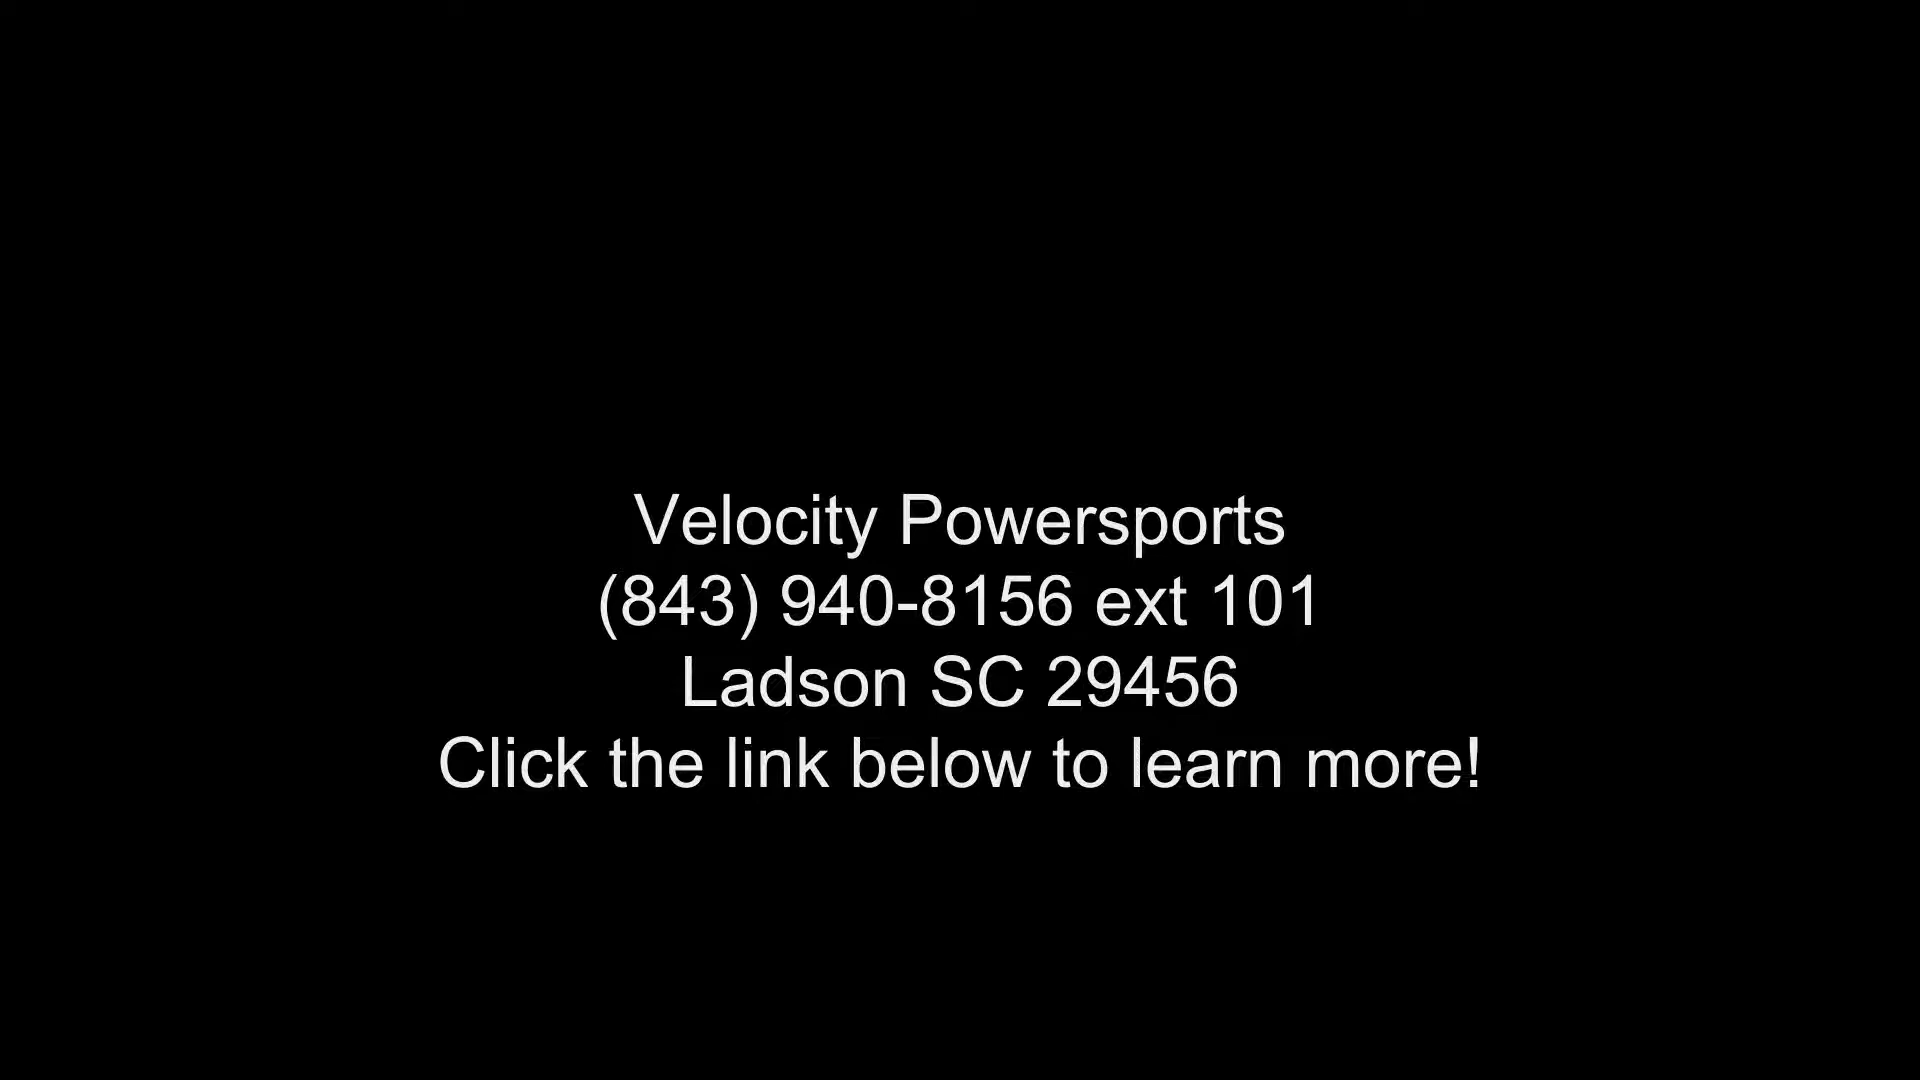 Velocity Powersports
(843) 940-8156 ext 101
Ladson SC 29456
Click the link below to learn more!